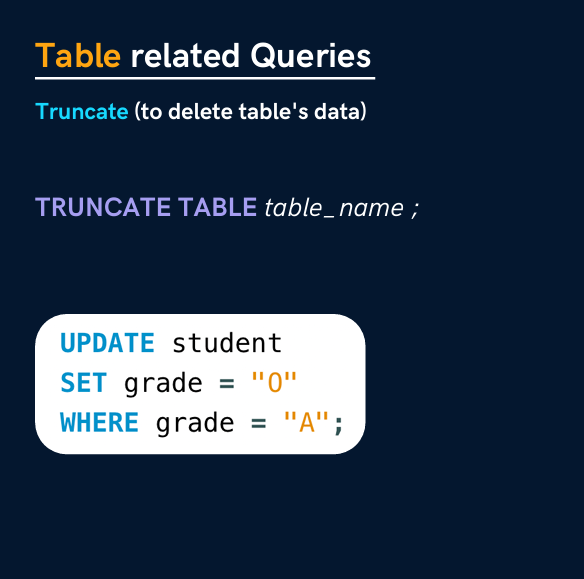 Table related Queries
Truncate (to delete table's data)
TRUNCATE TABLE table_name ;
UPDATE student
SET grade = "O"
WHERE grade = "A";